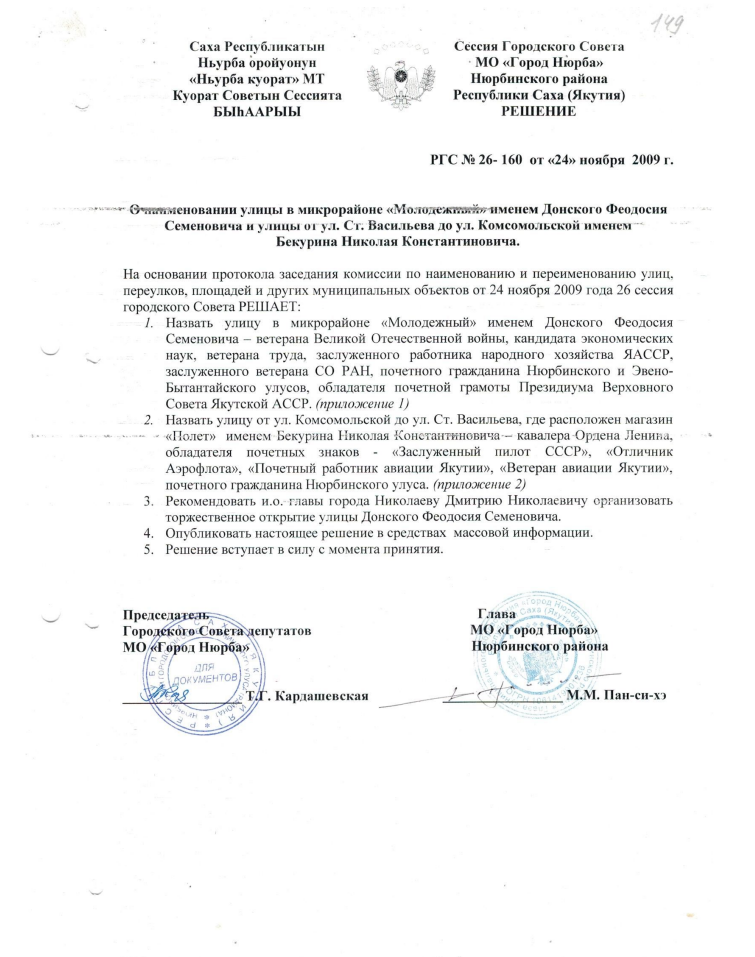 149
Саха Республикатын
Ньурба оройуонун
«Ньурба куорат» МТ
Куорат Советын Сессията
БЫҺААРЫЫ
Сессия Городского Совета
МО «Город Нюрба»
Нюрбинского района
Республики Саха (Якутия)
РЕШЕНИЕ
РГС № 26- 160 от «24» ноября 2009 г.
О наименовании улицы в микрорайоне «Молодежный» именем Донского Феодосия
Семеновича и улицы от ул. Ст. Васильева до ул. Комсомольской именем
Бекурина Николая Константиновича.
На основании протокола заседания комиссии по наименованию и переименованию улиц,
переулков, площадей и других муниципальных объектов от 24 ноября 2009 года 26 сессия
городского Совета РЕШАЕТ:
1. Назвать улицу в микрорайоне «Молодежный» именем Донского Феодосия
Семеновича – ветерана Великой Отечественной войны, кандидата экономических
наук, ветерана труда, заслуженного работника народного хозяйства ЯАССР,
заслуженного ветерана СО РАН, почетного гражданина Нюрбинского и Эвено-
Бытантайского улусов, обладателя почетной грамоты Президиума Верховного
Совета Якутской АССР. (приложение 1)
2. Назвать улицу от ул. Комсомольской до ул. Ст. Васильева, где расположен магазин
«Полет» именем Бекурина Николая Константиновича – кавалера Ордена Ленина,
обладателя почетных знаков - «Заслуженный пилот СССР», «Отличник
Аэрофлота», «Почетный работник авиации Якутии», «Ветеран авиации Якутии»,
почетного гражданина Нюрбинского улуса. (приложение 2)
3. Рекомендовать и.о. главы города Николаеву Дмитрию Николаевичу организовать
торжественное открытие улицы Донского Феодосия Семеновича.
4. Опубликовать настоящее решение в средствах массовой информации.
5. Решение вступает в силу с момента принятия.
Председатель
Городского Совета депутатов
МО «Город Нюрба»
Т.Г. Кардашевская
Глава
МО «Город Нюрба»
Нюрбинского района
М.М. Пан-си-хэ
ДЛЯ
ДОКУМЕНТОВ